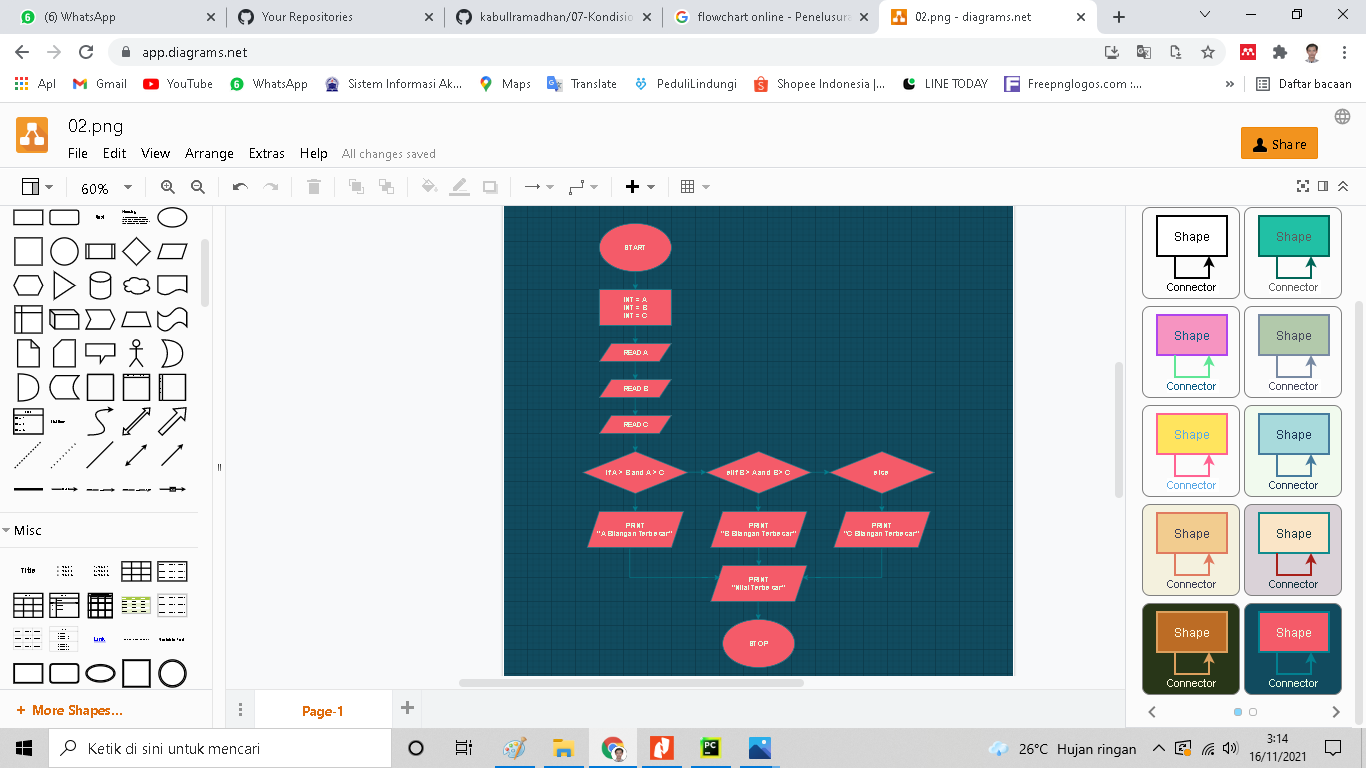 (6) WhatsApp
Your Repositories
kabullramadhan/07-Kondisio
flowchart online - Penelusura
02.png - diagrams.net
app.diagrams.net
Apl
Gmail
YouTube
WhatsApp
Sistem Informasi Ak...
Maps
Translate
PeduliLindungi
Shopee Indonesia |...
LINE TODAY
Freepnglogos.com :...
»
Daftar bacaan
02.png
File Edit View Arrange Extras Help All changes saved
Share
60%
START
INT = A
INT = B
INT = C
READ A
READ B
READ C
if A > B and A > C
elif B > A and B > C
else
PRINT
"A Bilangan Terbesar"
PRINT
"B Bilangan Terbesar"
PRINT
"C Bilangan Terbesar"
PRINT
"Nilai Terbesar"
STOP
Text
Heading
Misc
Title
Link
+ More Shapes...
Page-1
Shape
Connector
Shape
Connector
Shape
Connector
Shape
Connector
Shape
Connector
Shape
Connector
Shape
Connector
Shape
Connector
Shape
Connector
Shape
Connector
Ketik di sini untuk mencari
26°C Hujan ringan
3:14
16/11/2021